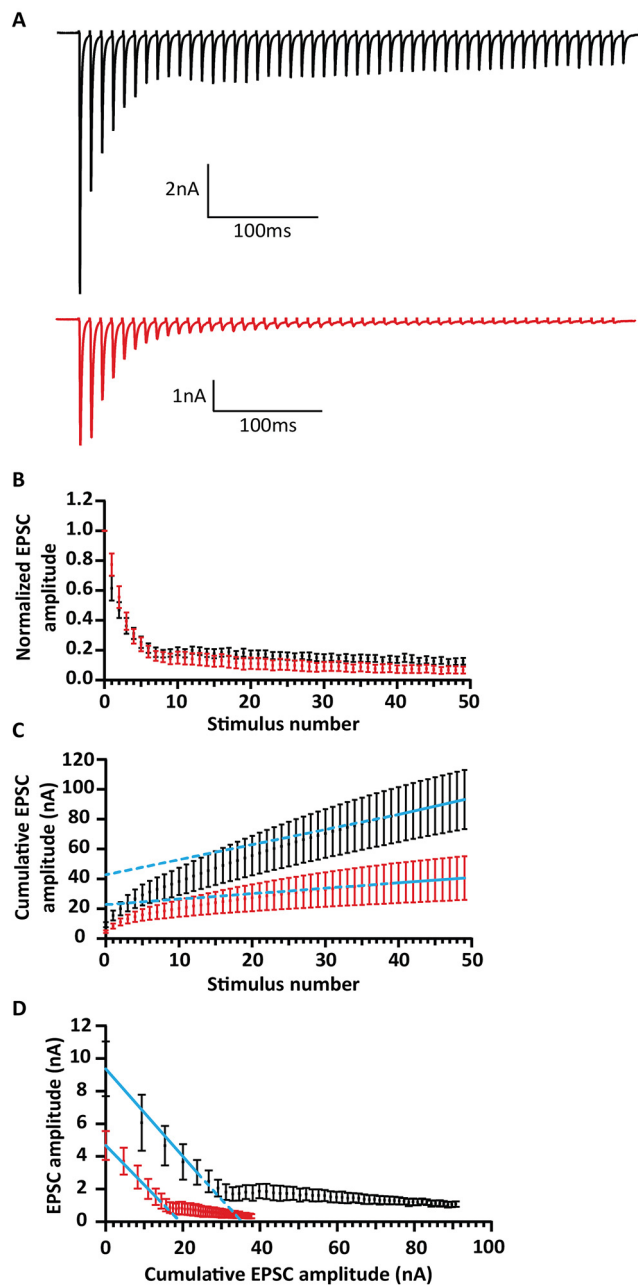 A
2nA
100ms
1nA
100ms
B
Normalized EPSC
amplitude
1.2
1.0
0.8
0.6
0.4
0.2
0.0
0 10 20 30 40 50
Stimulus number
C
Cumulative EPSC
amplitude (nA)
120
100
80
60
40
20
0
0 10 20 30 40 50
Stimulus number
D
EPSC amplitude (nA)
12
10
8
6
4
2
0
0 20 40 60 80 100
Cumulative EPSC amplitude (nA)